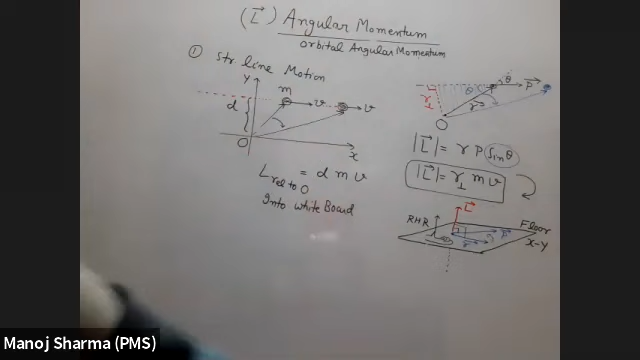 (L) Angular Momentum
orbital Angular Momentum
① Str line Motion
Y
m
d
v
v
O
x
L rel to O = d m v
Into white Board
θ
θ
P
r⊥
r
O
|L| = r P Sinθ
|L| = r⊥ m v
RHR
L
Floor
x-y
P
r
Manoj Sharma (PMS)